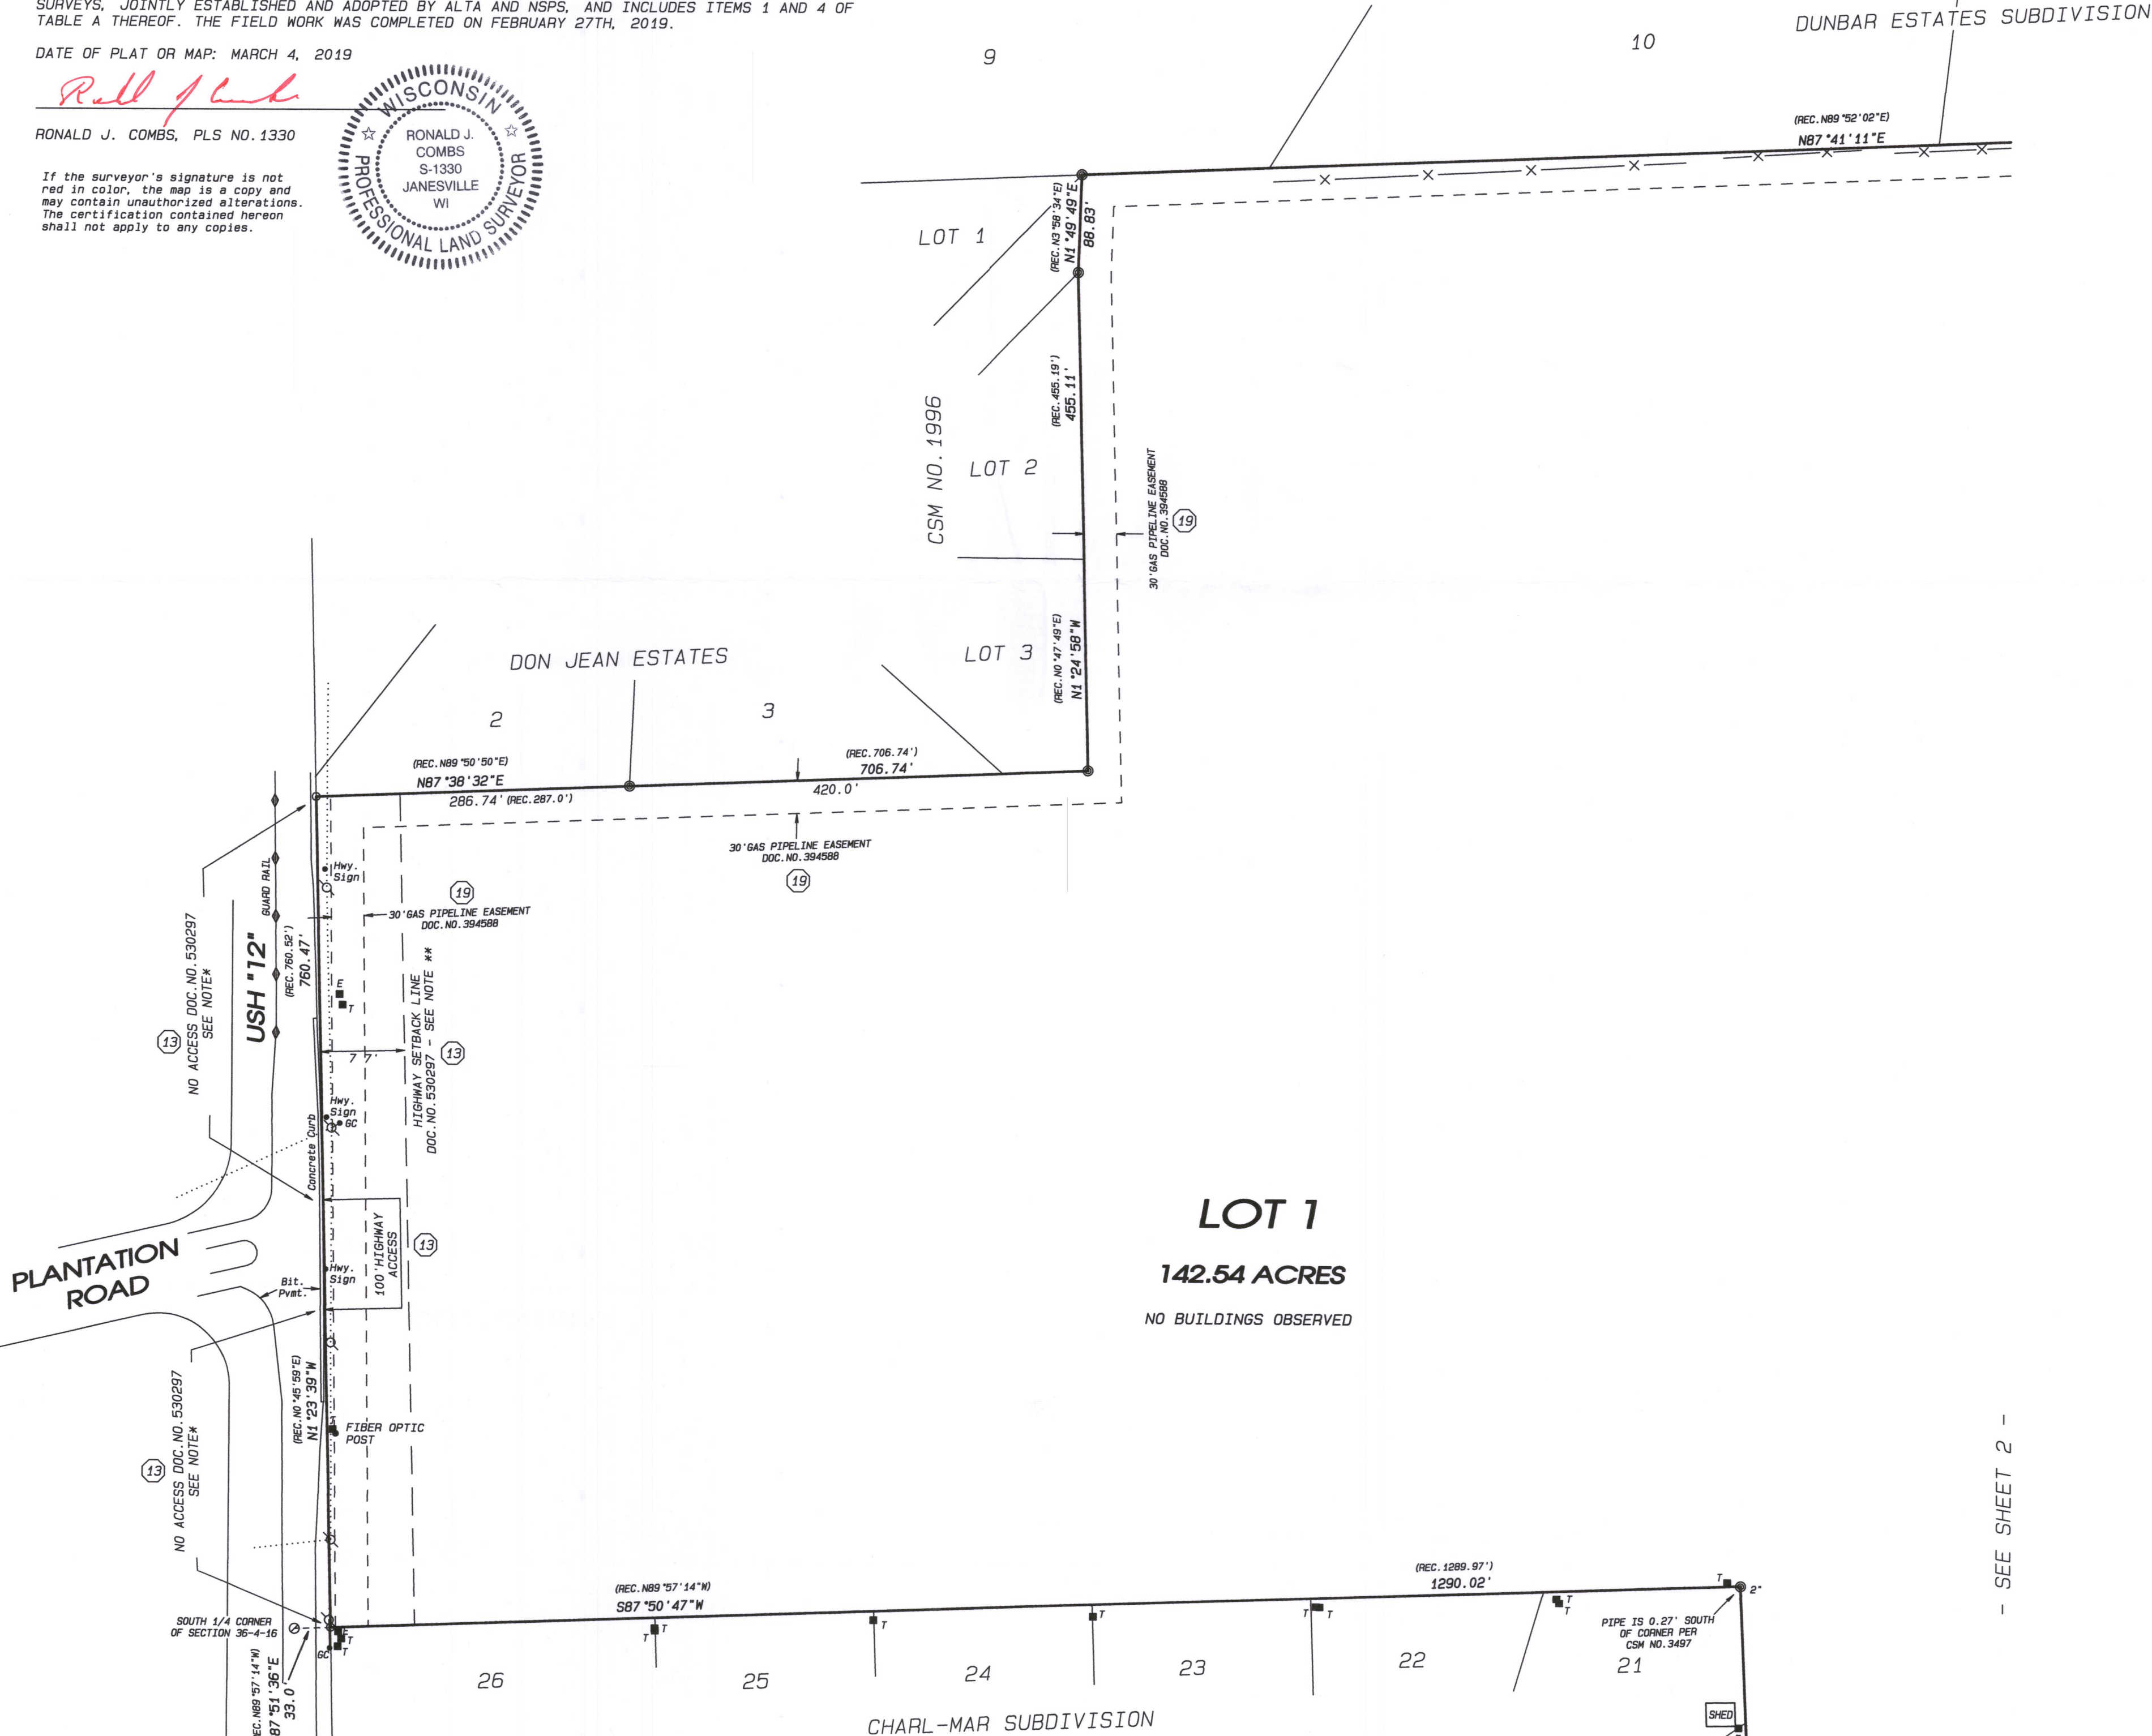 SURVEYS, JOINTLY ESTABLISHED AND ADOPTED BY ALTA AND NSPS, AND INCLUDES ITEMS 1 AND 4 OF
TABLE A THEREOF. THE FIELD WORK WAS COMPLETED ON FEBRUARY 27TH, 2019.
DATE OF PLAT OR MAP: MARCH 4, 2019
RONALD J. COMBS, PLS NO.1330
If the surveyor's signature is not
red in color, the map is a copy and
may contain unauthorized alterations.
The certification contained hereon
shall not apply to any copies.
WISCONSIN
RONALD J.
COMBS
S-1330
JANESVILLE
WI
PROFESSIONAL LAND SURVEYOR
9
10
DUNBAR ESTATES SUBDIVISION
(REC.N89°52'02"E)
N87°41'11"E
LOT 1
(REC.N3°58'34"E)
N1°49'49"E
88.83'
(REC.455.19')
455.11'
CSM NO.1996
LOT 2
30'GAS PIPELINE EASEMENT
DOC.NO.394588
19
LOT 3
(REC.N0°47'49"E)
N1°24'58"W
DON JEAN ESTATES
2
3
(REC.N89°50'50"E)
N87°38'32"E
286.74' (REC.287.0')
(REC.706.74')
706.74'
420.0'
30'GAS PIPELINE EASEMENT
DOC.NO.394588
19
Hwy.
Sign
19
30'GAS PIPELINE EASEMENT
DOC.NO.394588
GUARD RAIL
USH "12"
(REC.760.52')
760.47'
NO ACCESS DOC.NO.530297
SEE NOTE*
13
E
T
77'
HIGHWAY SETBACK LINE
DOC.NO.530297 - SEE NOTE **
13
Hwy.
Sign
GC
Concrete Curb
100'HIGHWAY
ACCESS
13
PLANTATION
ROAD
Hwy.
Sign
Bit.
Pvmt.
(REC.N0°45'59"E)
N1°23'39"W
NO ACCESS DOC.NO.530297
SEE NOTE*
13
FIBER OPTIC
POST
LOT 1
142.54 ACRES
NO BUILDINGS OBSERVED
- SEE SHEET 2 -
(REC.N89°57'14"W)
S87°50'47"W
(REC.1289.97')
1290.02'
T
2"
SOUTH 1/4 CORNER
OF SECTION 36-4-16
E
T
T
GC
T
T
T
T
T
T
T
T
PIPE IS 0.27' SOUTH
OF CORNER PER
CSM NO.3497
EC.N89°57'14"W)
87°51'36"E
33.0'
26
25
24
23
22
21
CHARL-MAR SUBDIVISION
SHED